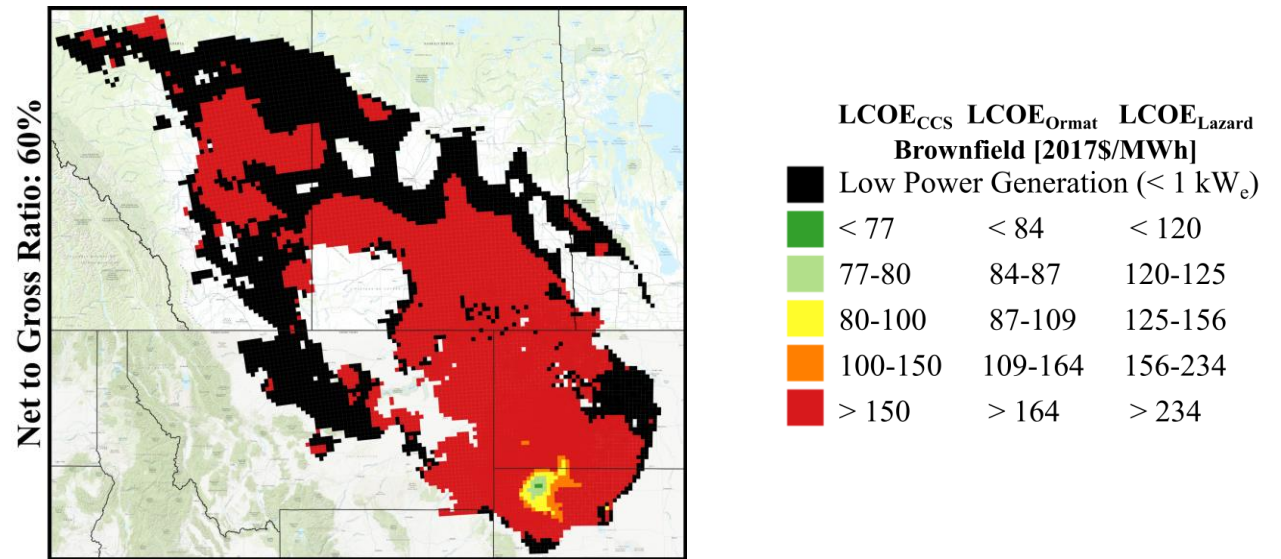 Net to Gross Ratio: 60%
LCOE_CCS LCOE_Ormat LCOE_Lazard
Brownfield [2017$/MWh]
Low Power Generation (< 1 kW_e)
< 77 < 84 < 120
77-80 84-87 120-125
80-100 87-109 125-156
100-150 109-164 156-234
> 150 > 164 > 234